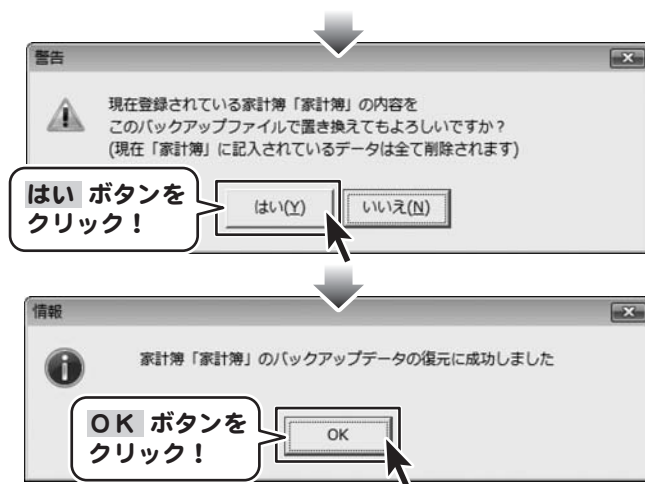 警告
現在登録されている家計簿「家計簿」の内容を
このバックアップファイルで置き換えてもよろしいですか？
(現在「家計簿」に記入されているデータは全て削除されます)
はい ボタンを
クリック！
はい(Y)
いいえ(N)
情報
家計簿「家計簿」のバックアップデータの復元に成功しました
ＯＫ ボタンを
クリック！
OK